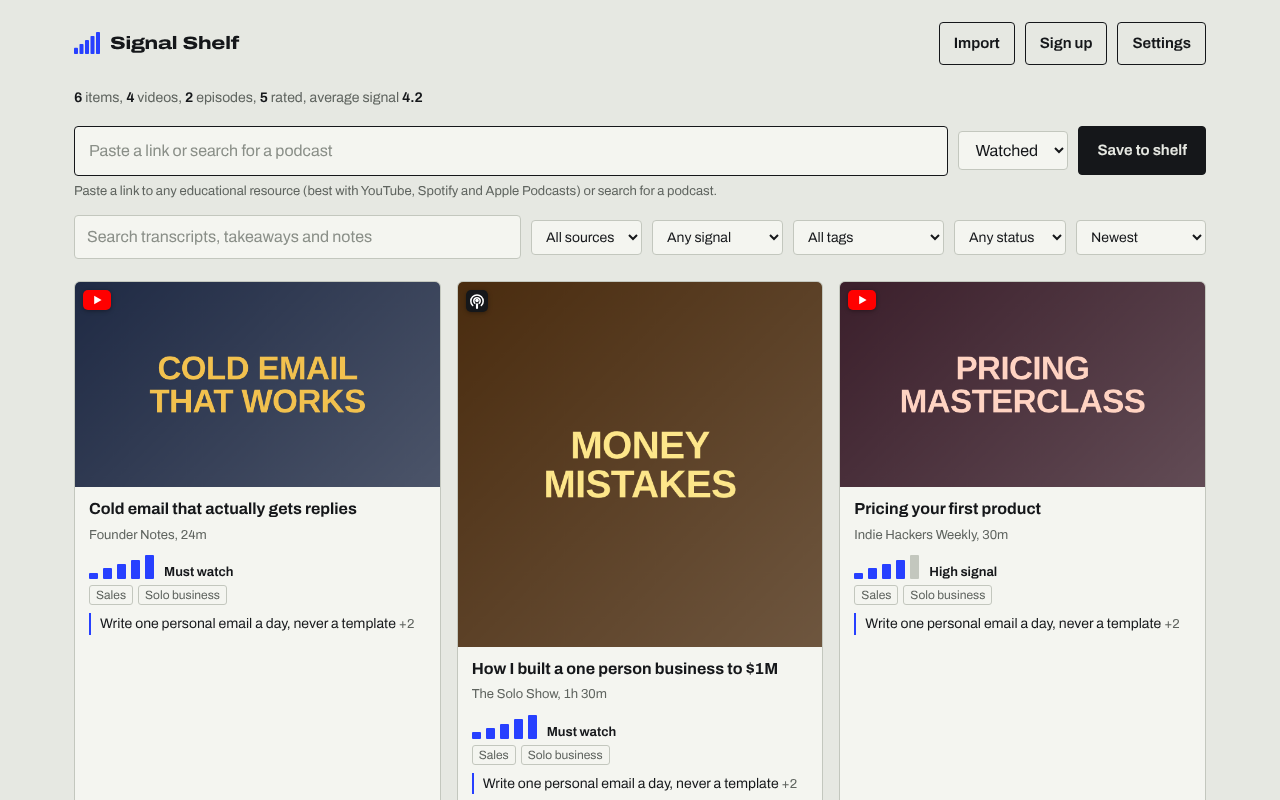 Signal Shelf
Import
Sign up
Settings
6 items, 4 videos, 2 episodes, 5 rated, average signal 4.2
Paste a link or search for a podcast
Watched
Save to shelf
Paste a link to any educational resource (best with YouTube, Spotify and Apple Podcasts) or search for a podcast.
Search transcripts, takeaways and notes
All sources
Any signal
All tags
Any status
Newest
COLD EMAIL
THAT WORKS
Cold email that actually gets replies
Founder Notes, 24m
Must watch
Sales
Solo business
Write one personal email a day, never a template +2
MONEY
MISTAKES
How I built a one person business to $1M
The Solo Show, 1h 30m
Must watch
Sales
Solo business
Write one personal email a day, never a template +2
PRICING
MASTERCLASS
Pricing your first product
Indie Hackers Weekly, 30m
High signal
Sales
Solo business
Write one personal email a day, never a template +2